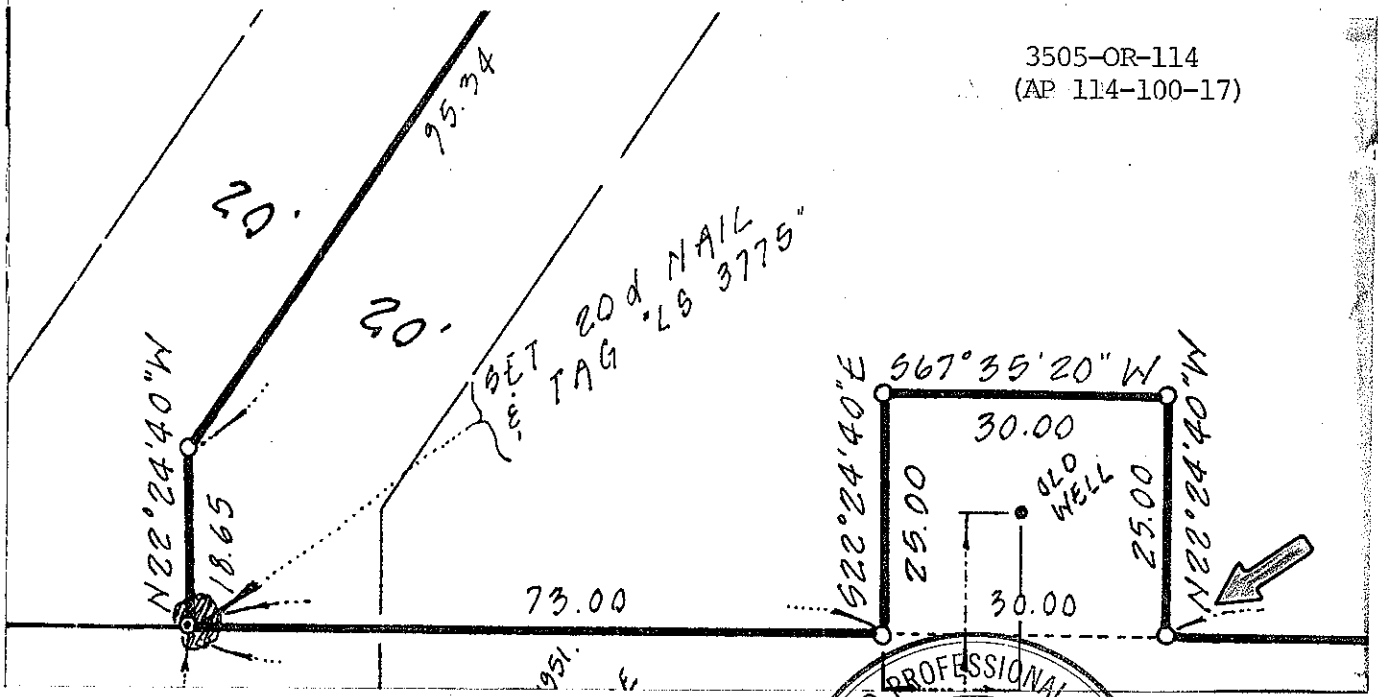 3505-OR-114
(AP 114-100-17)
95.34
20'
20'
SET 20d NAIL
& TAG "LS 3775"
N22°24'40"W
18.65
73.00
S22°24'40"E
25.00
S67°35'20" W
30.00
OLD
WELL
25.00
N22°24'40"W
30.00
1951.
E
PROFESSIONAL